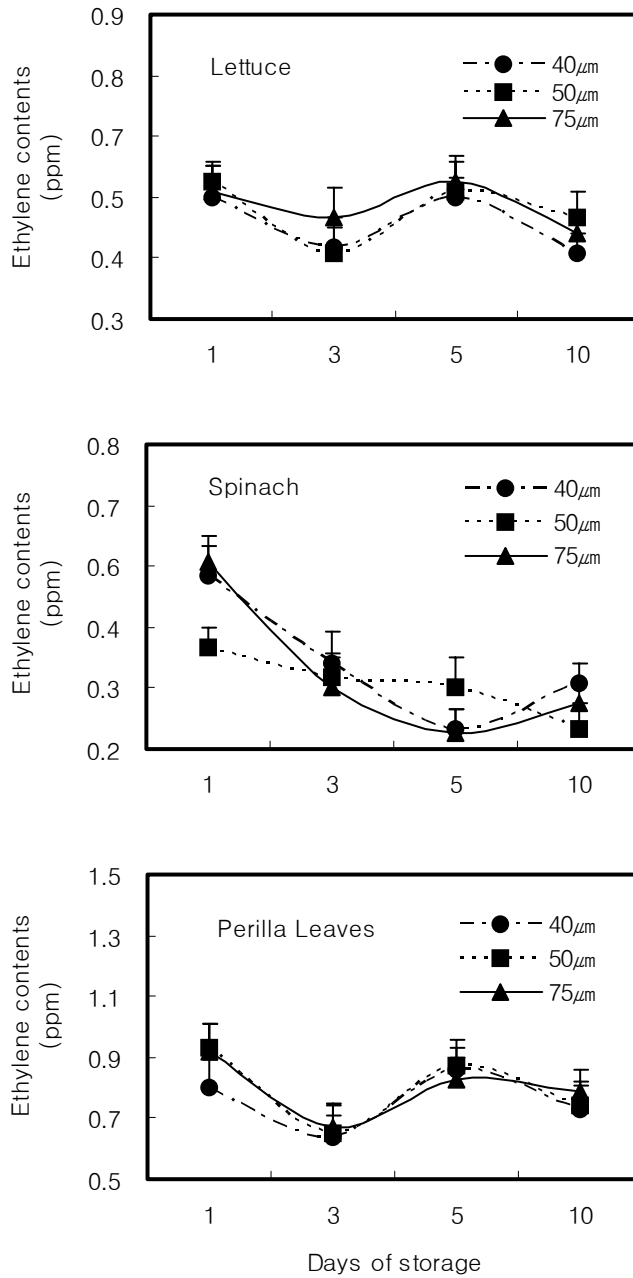 0.9
0.8
0.7
0.5
0.4
0.3
Ethylene contents
(ppm)
Lettuce
40μm
50μm
75μm
1 3 5 10
0.8
0.7
0.6
0.4
0.3
0.2
Ethylene contents
(ppm)
Spinach
40μm
50μm
75μm
1 3 5 10
1.5
1.3
1.1
0.9
0.7
0.5
Ethylene contents
(ppm)
Perilla Leaves
40μm
50μm
75μm
1 3 5 10
Days of storage